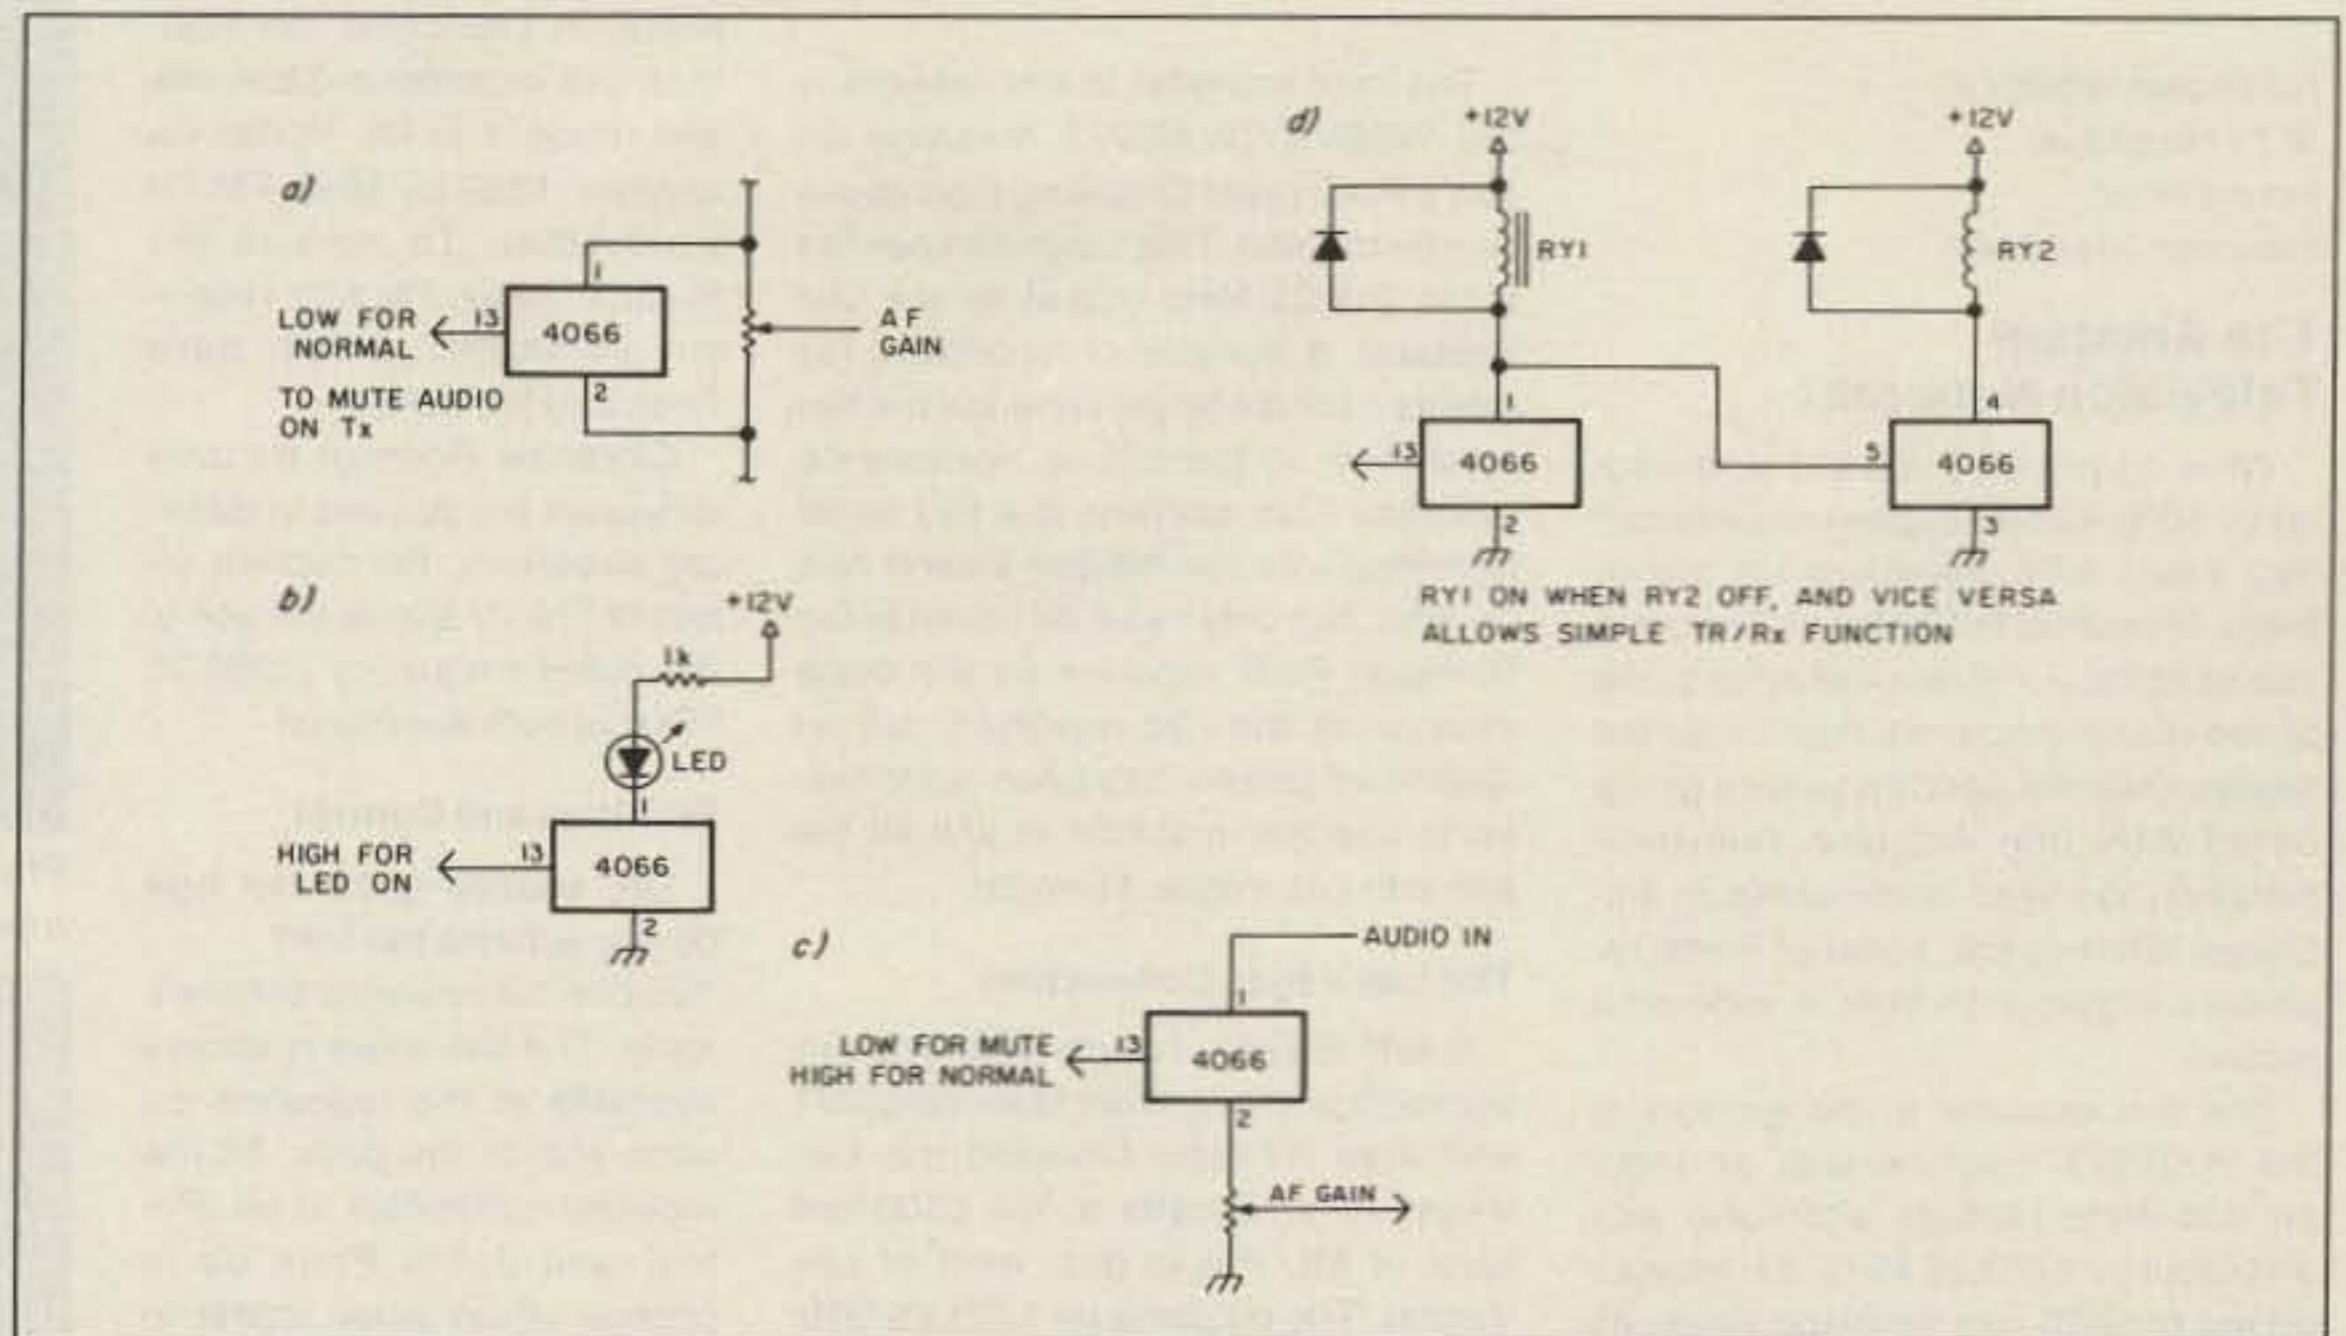 a)
1
LOW FOR
NORMAL
13
4066
AF
GAIN
TO MUTE AUDIO
ON Tx
2
b)
+12V
1k
LED
1
HIGH FOR
LED ON
13
4066
2
c)
AUDIO IN
1
LOW FOR MUTE
HIGH FOR NORMAL
13
4066
2
AF GAIN
d)
+12V
+12V
RY1
RY2
1
4
13
4066
5
4066
2
3
RY1 ON WHEN RY2 OFF, AND VICE VERSA
ALLOWS SIMPLE TR/Rx FUNCTION